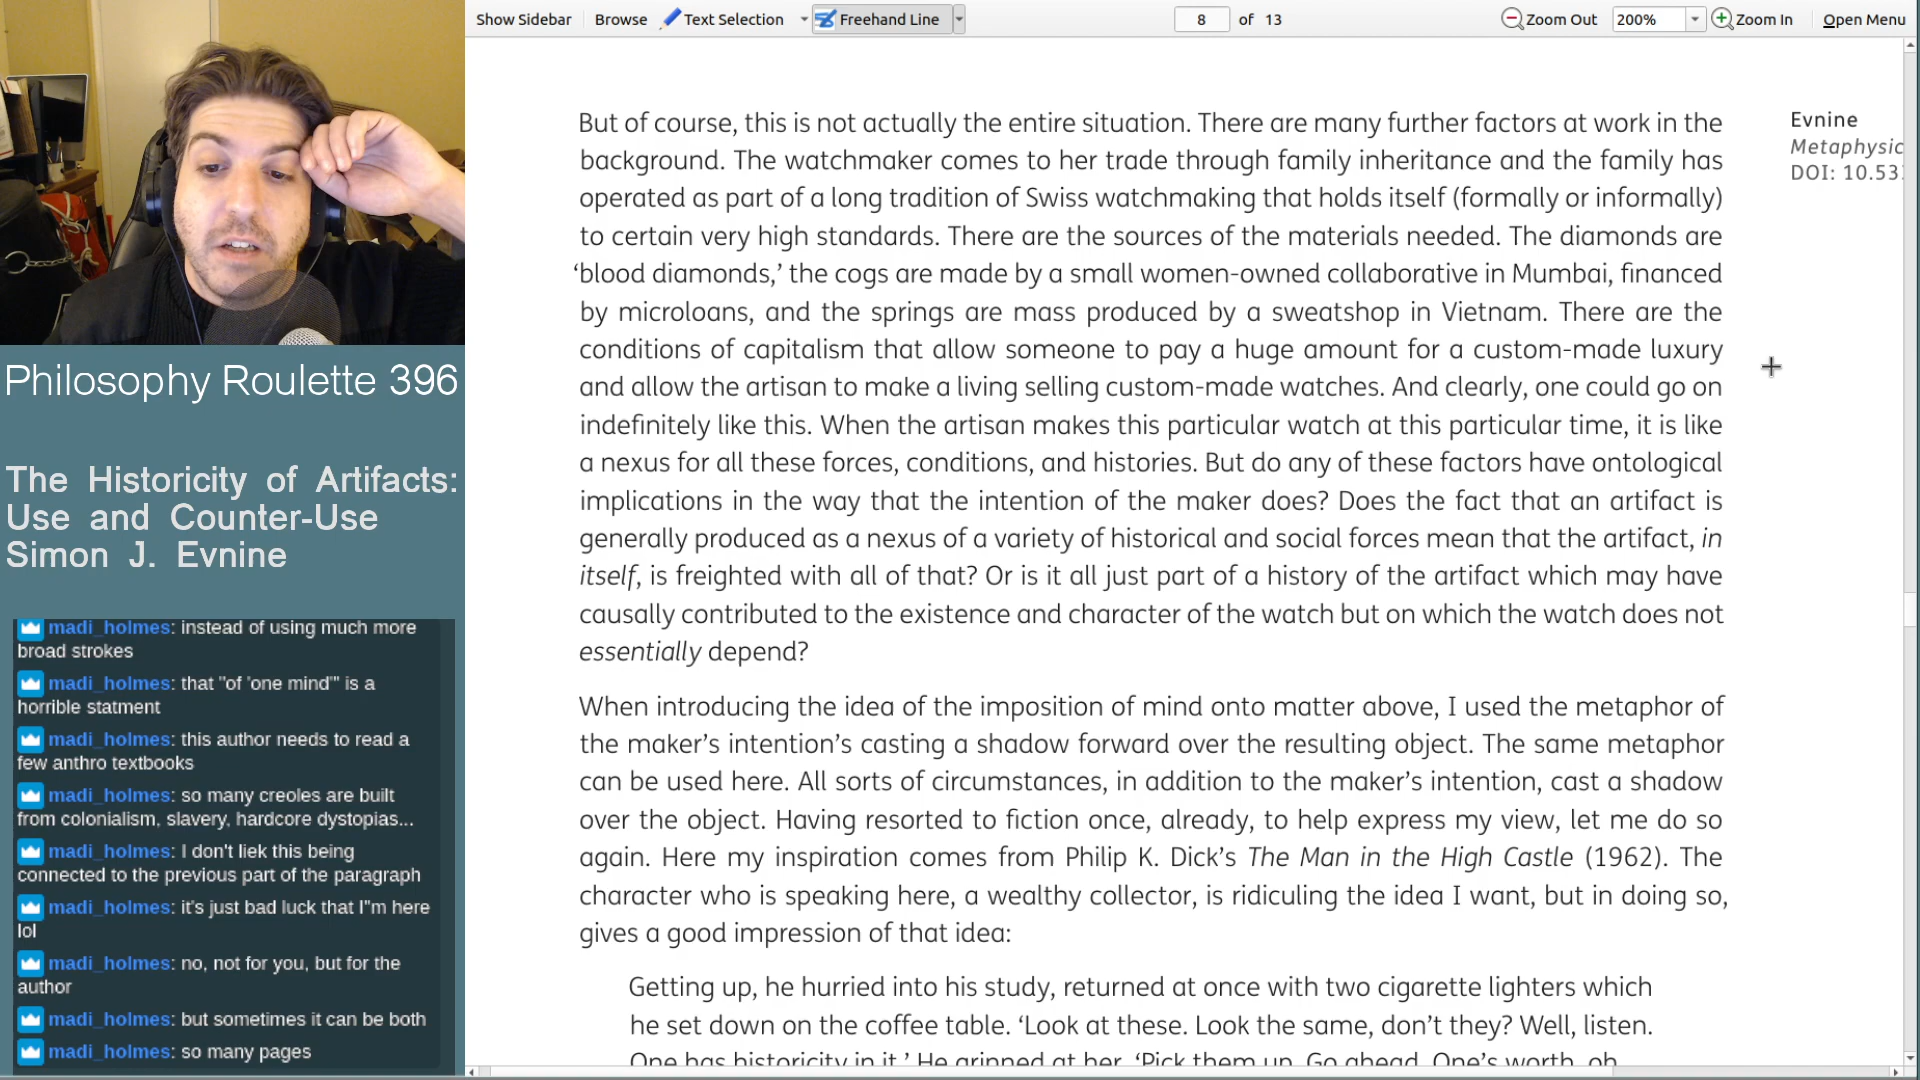 Show Sidebar Browse Text Selection Freehand Line 8 of 13 Zoom Out 200% Zoom In Open Menu
But of course, this is not actually the entire situation. There are many further factors at work in the
background. The watchmaker comes to her trade through family inheritance and the family has
operated as part of a long tradition of Swiss watchmaking that holds itself (formally or informally)
to certain very high standards. There are the sources of the materials needed. The diamonds are
‘blood diamonds,’ the cogs are made by a small women-owned collaborative in Mumbai, financed
by microloans, and the springs are mass produced by a sweatshop in Vietnam. There are the
conditions of capitalism that allow someone to pay a huge amount for a custom-made luxury
and allow the artisan to make a living selling custom-made watches. And clearly, one could go on
indefinitely like this. When the artisan makes this particular watch at this particular time, it is like
a nexus for all these forces, conditions, and histories. But do any of these factors have ontological
implications in the way that the intention of the maker does? Does the fact that an artifact is
generally produced as a nexus of a variety of historical and social forces mean that the artifact, in
itself, is freighted with all of that? Or is it all just part of a history of the artifact which may have
causally contributed to the existence and character of the watch but on which the watch does not
essentially depend?
When introducing the idea of the imposition of mind onto matter above, I used the metaphor of
the maker’s intention’s casting a shadow forward over the resulting object. The same metaphor
can be used here. All sorts of circumstances, in addition to the maker’s intention, cast a shadow
over the object. Having resorted to fiction once, already, to help express my view, let me do so
again. Here my inspiration comes from Philip K. Dick’s The Man in the High Castle (1962). The
character who is speaking here, a wealthy collector, is ridiculing the idea I want, but in doing so,
gives a good impression of that idea:
Getting up, he hurried into his study, returned at once with two cigarette lighters which
he set down on the coffee table. ‘Look at these. Look the same, don’t they? Well, listen.
One has historicity in it.’ He grinned at her. ‘Pick them up. Go ahead. One’s worth, oh,
Evnine
Metaphysic
DOI: 10.53
Philosophy Roulette 396
The Historicity of Artifacts:
Use and Counter-Use
Simon J. Evnine
madi_holmes: instead of using much more
broad strokes
madi_holmes: that "of 'one mind'" is a
horrible statment
madi_holmes: this author needs to read a
few anthro textbooks
madi_holmes: so many creoles are built
from colonialism, slavery, hardcore dystopias...
madi_holmes: I don't liek this being
connected to the previous part of the paragraph
madi_holmes: it's just bad luck that I"m here
lol
madi_holmes: no, not for you, but for the
author
madi_holmes: but sometimes it can be both
madi_holmes: so many pages